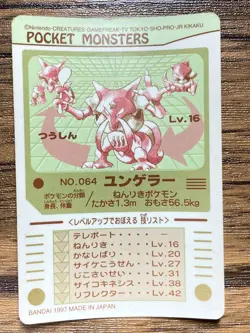 ©Nintendo・CREATURES・GAMEFREAK・TV TOKYO・SHO-PRO・JR KIKAKU
POCKET MONSTERS
つうしん
Lv.16
NO.064 ユンゲラー
ポケモンの分類 ねんりきポケモン
身長、体重 たかさ1.3m おもさ56.5kg
<レベルアップでおぼえる技リスト>
テレポート・・・・・・-
ねんりき・・・・・Lv.16
かなしばり・・・・Lv.20
サイケこうせん・・Lv.27
じこさいせい・・・Lv.31
サイコキネシス・・Lv.38
リフレクター・・・Lv.42
BANDAI 1997 MADE IN JAPAN